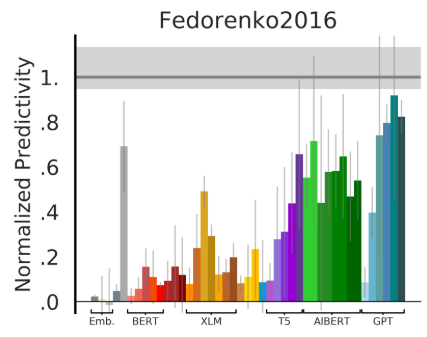 Fedorenko2016
Normalized Predictivity
1.
.8
.6
.4
.2
.0
Emb. BERT XLM T5 AlBERT GPT